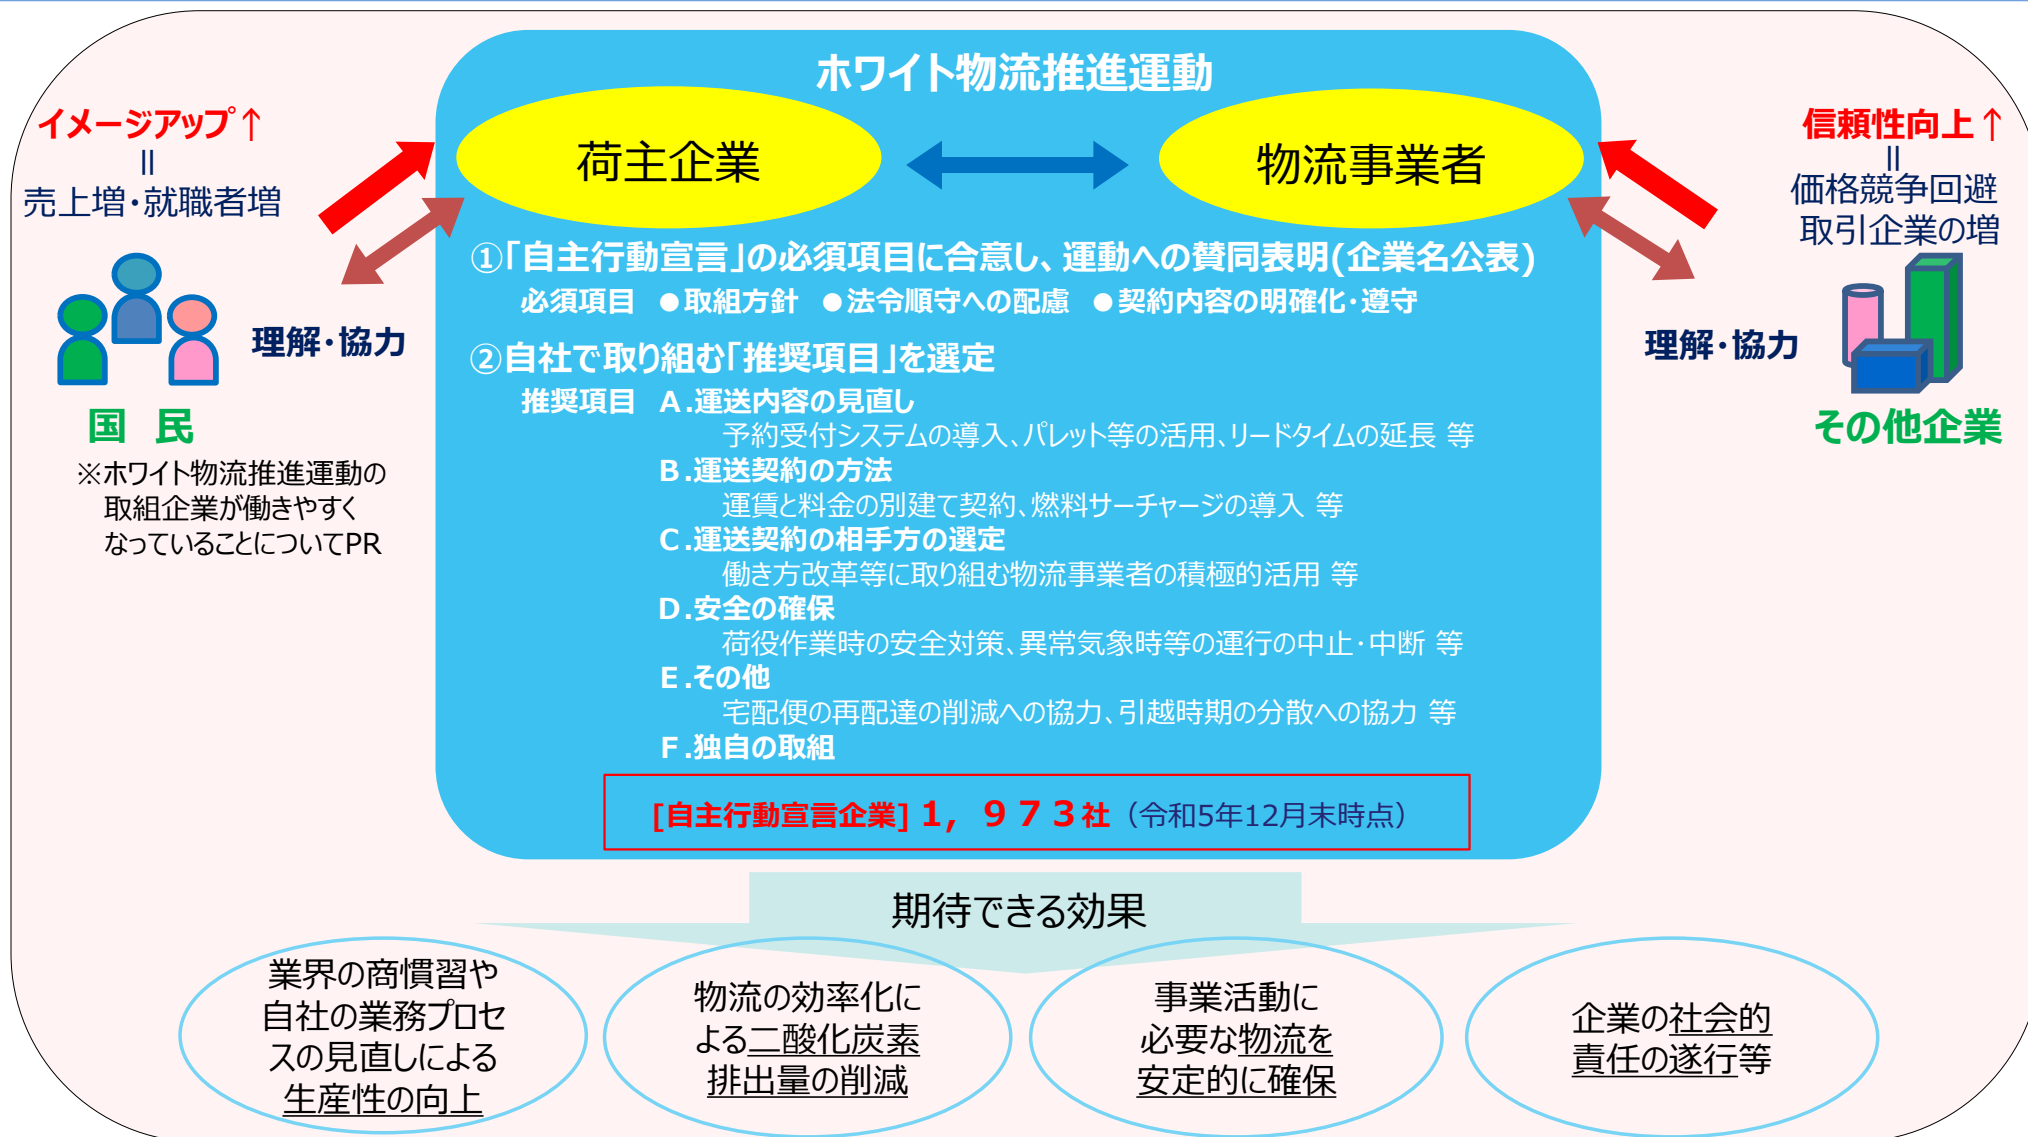 ホワイト物流推進運動
荷主企業
物流事業者
イメージアップ↑
＝
売上増・就職者増
信頼性向上↑
＝
価格競争回避
取引企業の増
理解・協力
国　民
※ホワイト物流推進運動の
取組企業が働きやすく
なっていることについてPR
理解・協力
その他企業
①「自主行動宣言」の必須項目に合意し、運動への賛同表明(企業名公表)
必須項目 ●取組方針 ●法令順守への配慮 ●契約内容の明確化・遵守
②自社で取り組む「推奨項目」を選定
推奨項目 A.運送内容の見直し
予約受付システムの導入、パレット等の活用、リードタイムの延長 等
B.運送契約の方法
運賃と料金の別建て契約、燃料サーチャージの導入 等
C.運送契約の相手方の選定
働き方改革等に取り組む物流事業者の積極的活用 等
D.安全の確保
荷役作業時の安全対策、異常気象時等の運行の中止・中断 等
E.その他
宅配便の再配達の削減への協力、引越時期の分散への協力 等
F.独自の取組
[自主行動宣言企業] 1，973社（令和5年12月末時点）
期待できる効果
業界の商慣習や
自社の業務プロセ
スの見直しによる
生産性の向上
物流の効率化に
よる二酸化炭素
排出量の削減
事業活動に
必要な物流を
安定的に確保
企業の社会的
責任の遂行等